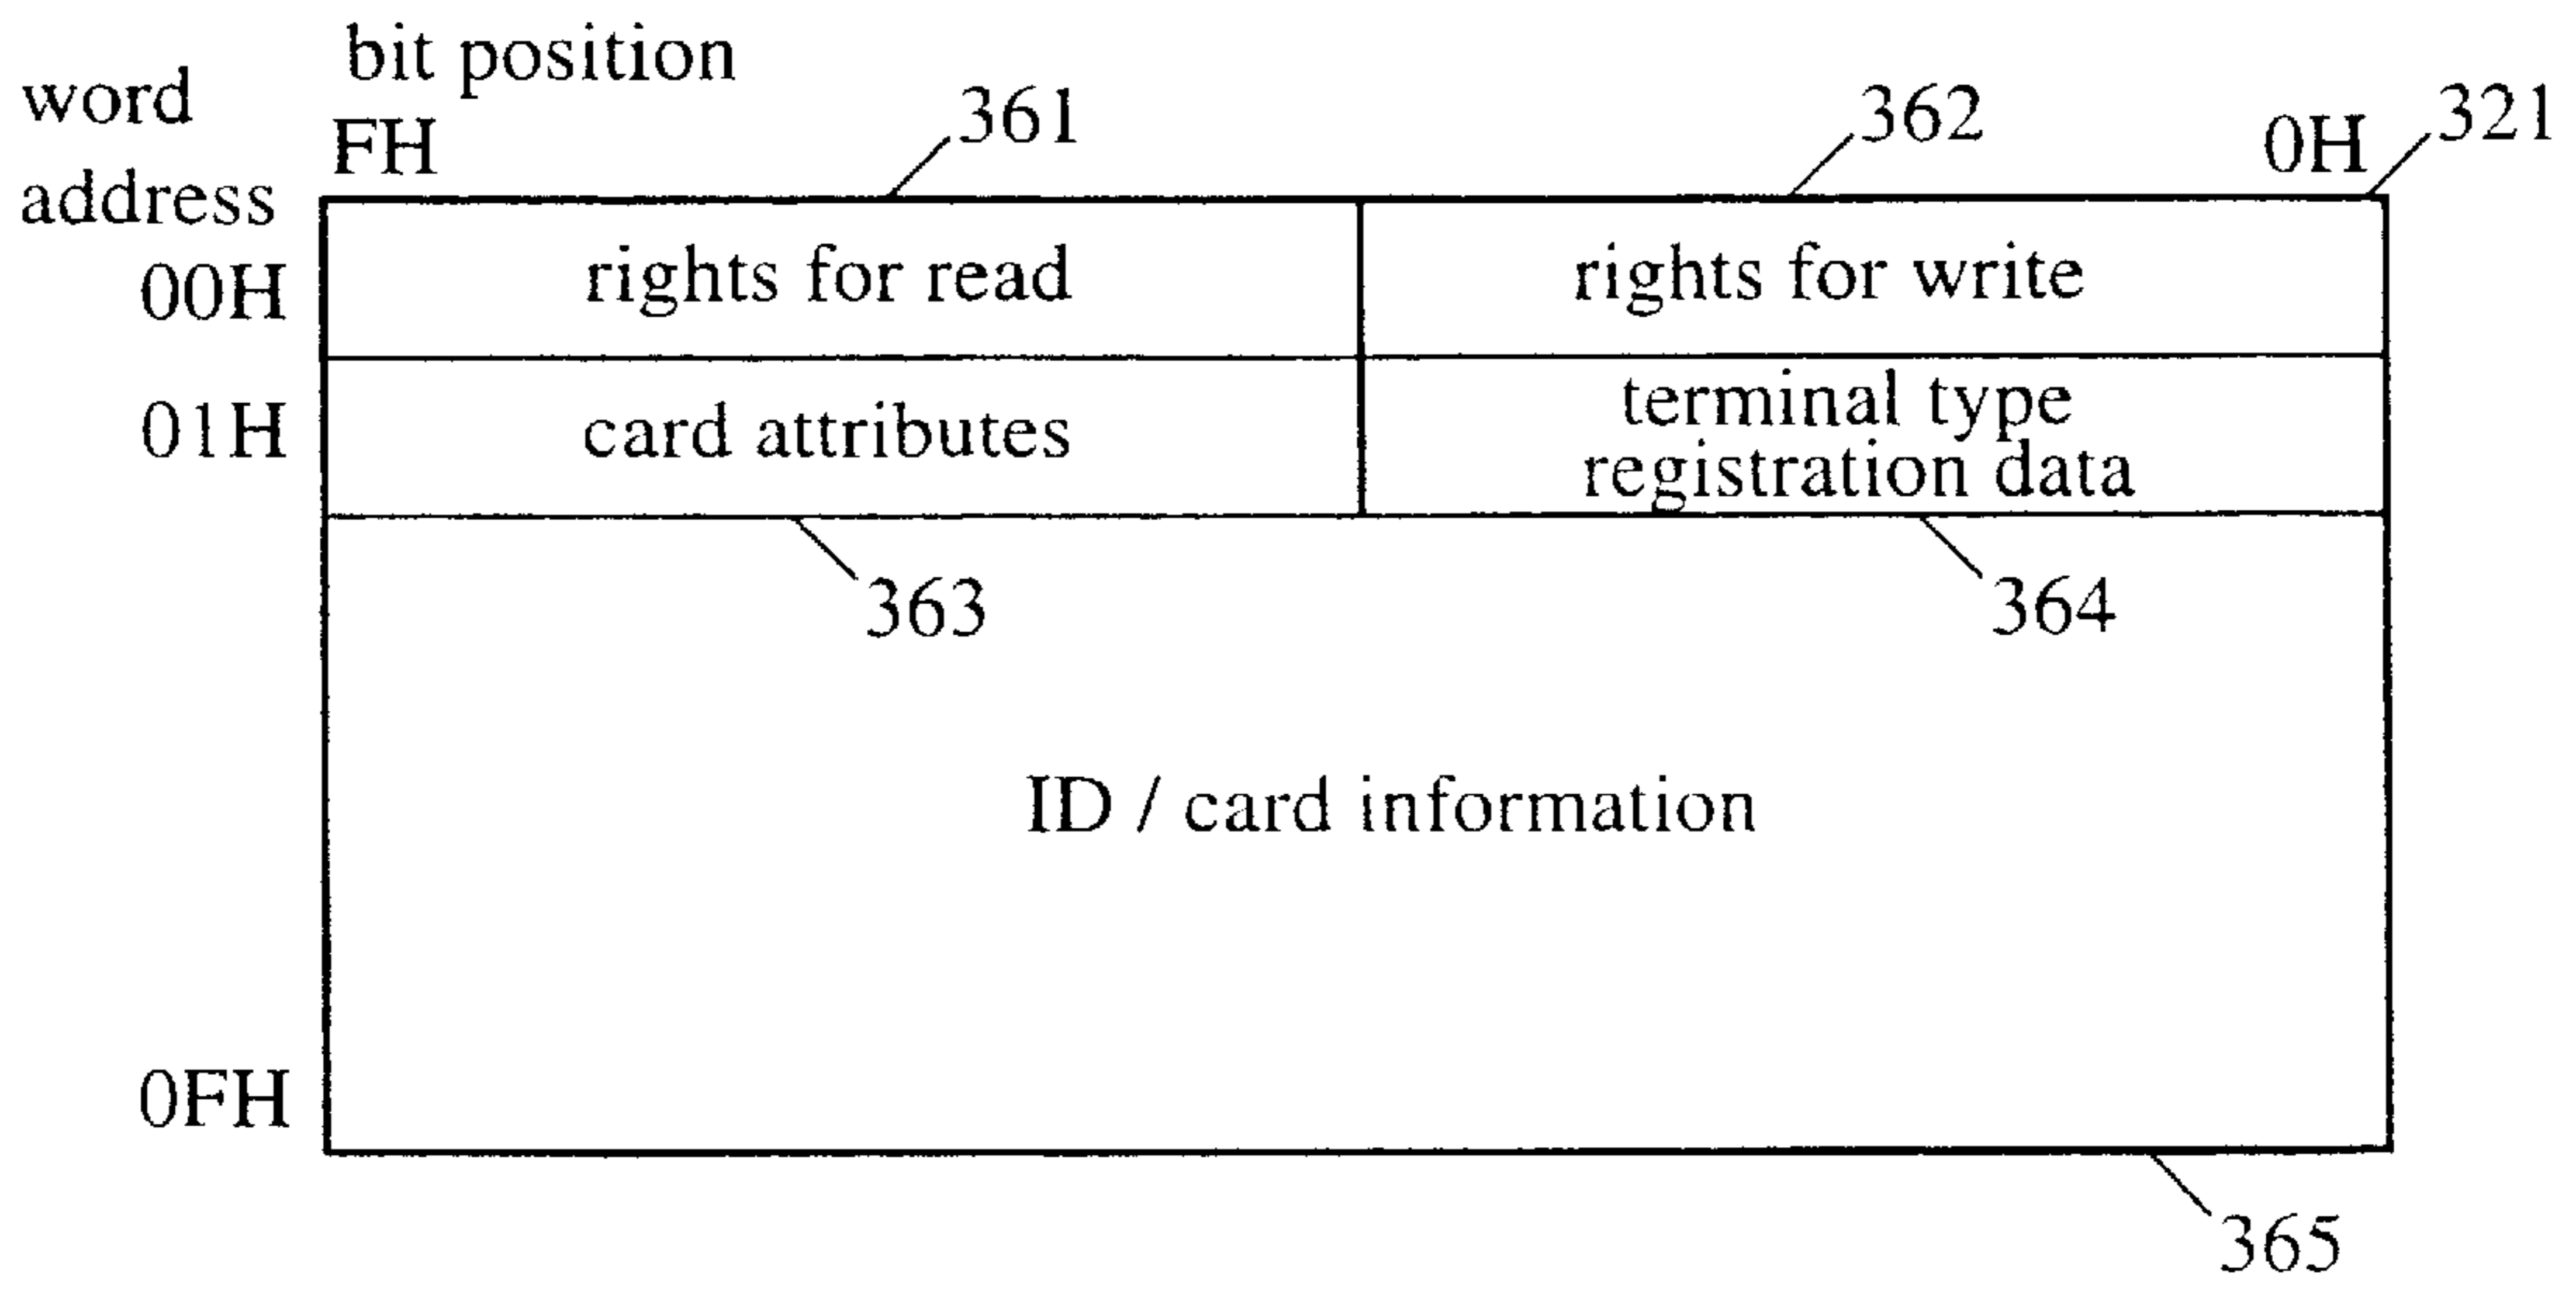 bit position
word
address
FH
361
362
0H
321
00H
rights for read
rights for write
01H
card attributes
terminal type
registration data
363
364
ID / card information
0FH
365